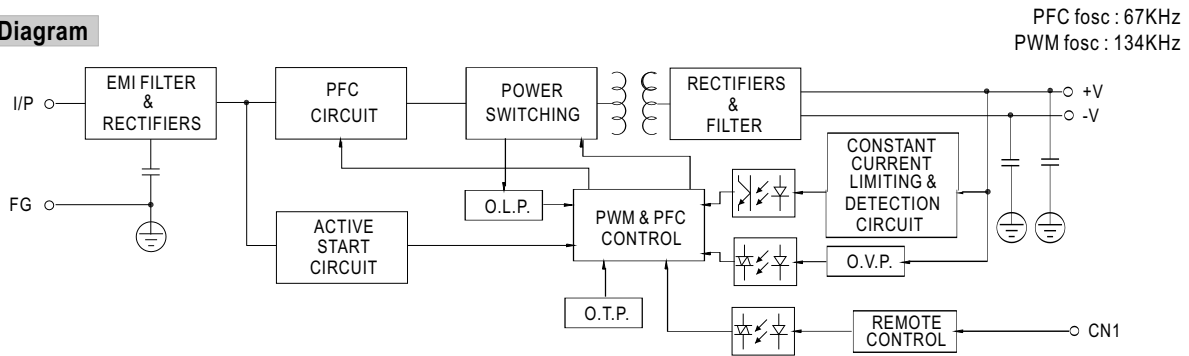 Diagram
PFC fosc : 67KHz
PWM fosc : 134KHz
I/P
EMI FILTER
&
RECTIFIERS
PFC
CIRCUIT
POWER
SWITCHING
RECTIFIERS
&
FILTER
+V
-V
CONSTANT
CURRENT
LIMITING &
DETECTION
CIRCUIT
FG
O.L.P.
PWM & PFC
CONTROL
ACTIVE
START
CIRCUIT
O.V.P.
O.T.P.
REMOTE
CONTROL
CN1